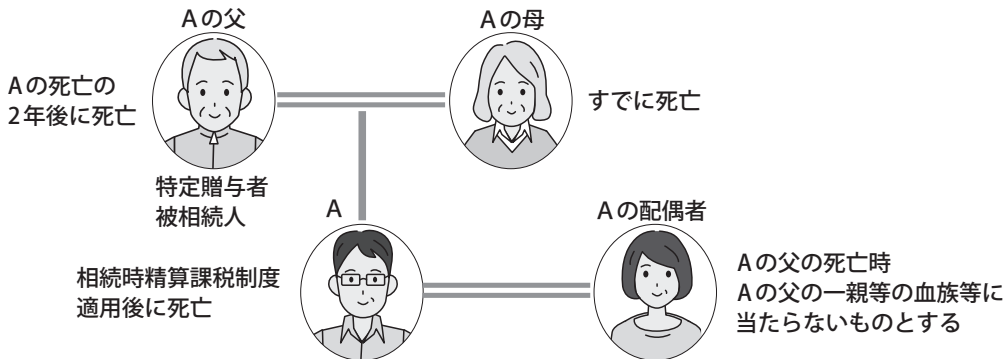 Aの父
Aの母
Aの死亡の
2年後に死亡
すでに死亡
特定贈与者
被相続人
A
Aの配偶者
相続時精算課税制度
適用後に死亡
Aの父の死亡時
Aの父の一親等の血族等に
当たらないものとする